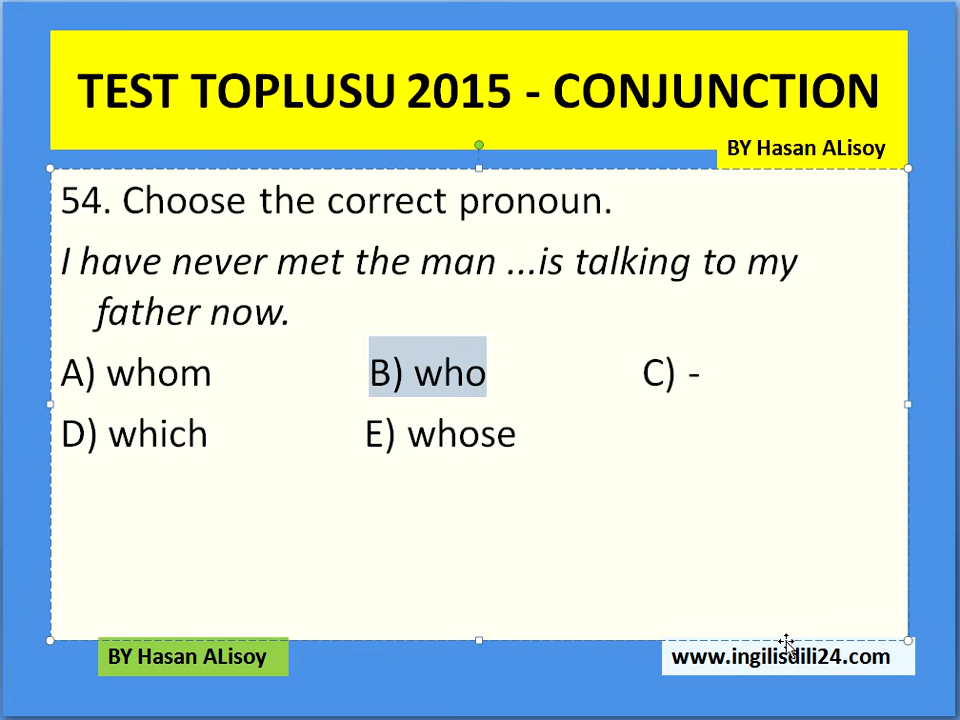 TEST TOPLUSU 2015 - CONJUNCTION
BY Hasan ALisoy
54. Choose the correct pronoun.
I have never met the man ...is talking to my
father now.
A) whom B) who C) -
D) which E) whose
BY Hasan ALisoy www.ingilisdili24.com